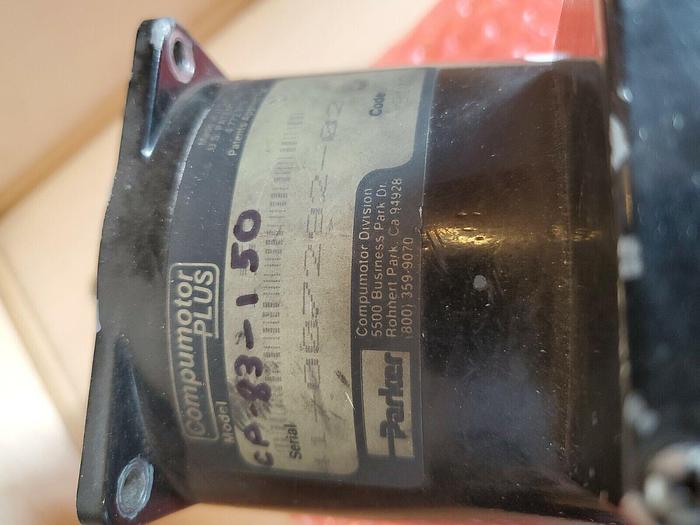 Compumotor
PLUS
Model
CP-83-150
Serial
Code
Parker
Compumotor Division
5500 Business Park Dr.
Rohnert Park, Ca 94928
(800) 359-9070